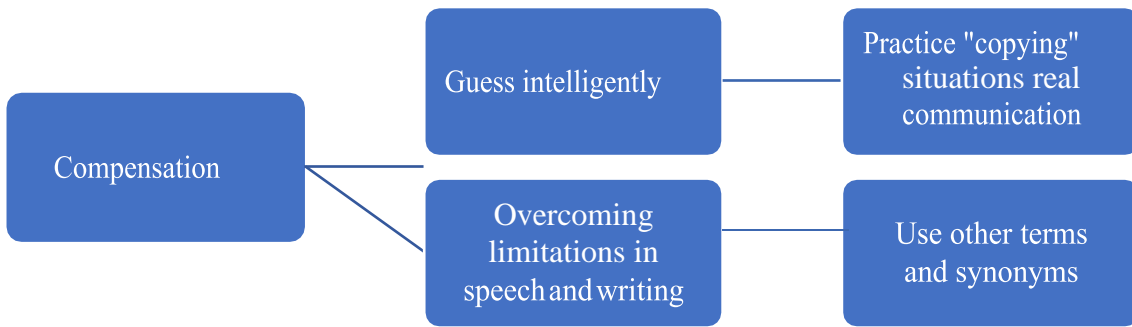 Compensation
Guess intelligently
Practice "copying"
situations real
communication
Overcoming
limitations in
speech and writing
Use other terms
and synonyms